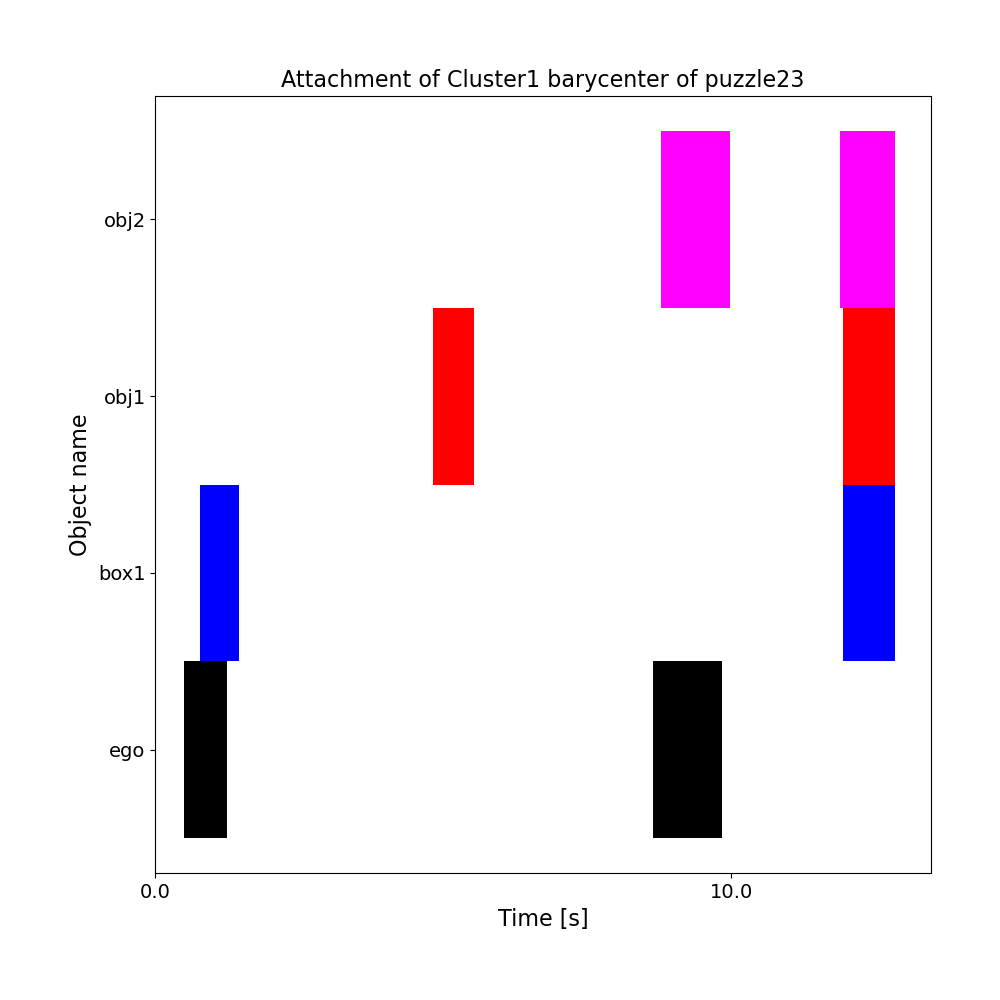 Attachment of Cluster1 barycenter of puzzle23
obj2
obj1
box1
ego
Object name
0.0
10.0
Time [s]